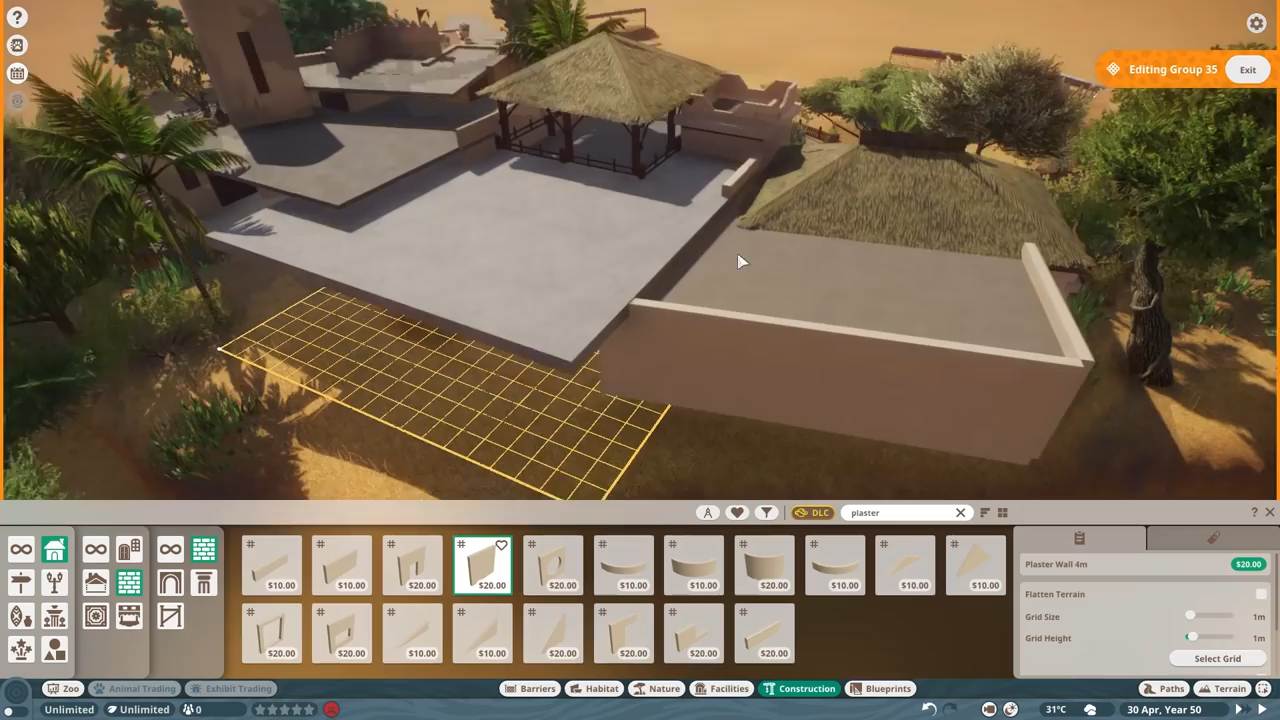 Editing Group 35
Exit
DLC
plaster
$10.00
$10.00
$20.00
$20.00
$20.00
$10.00
$10.00
$20.00
$10.00
$10.00
$10.00
$20.00
$20.00
$10.00
$10.00
$20.00
$20.00
$20.00
$20.00
Plaster Wall 4m
$20.00
Flatten Terrain
Grid Size
1m
Grid Height
1m
Select Grid
Zoo
Animal Trading
Exhibit Trading
Barriers
Habitat
Nature
Facilities
Construction
Blueprints
Paths
Terrain
Unlimited
Unlimited
0
31°C
30 Apr, Year 50